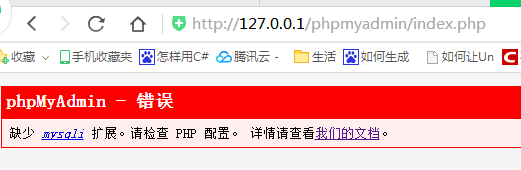 http://127.0.0.1/phpmyadmin/index.php
收藏 手机收藏夹 怎样用C# 腾讯云 - 生活 如何生成 如何让Un
phpMyAdmin - 错误
缺少 mysqli 扩展。请检查 PHP 配置。 详情请查看我们的文档。